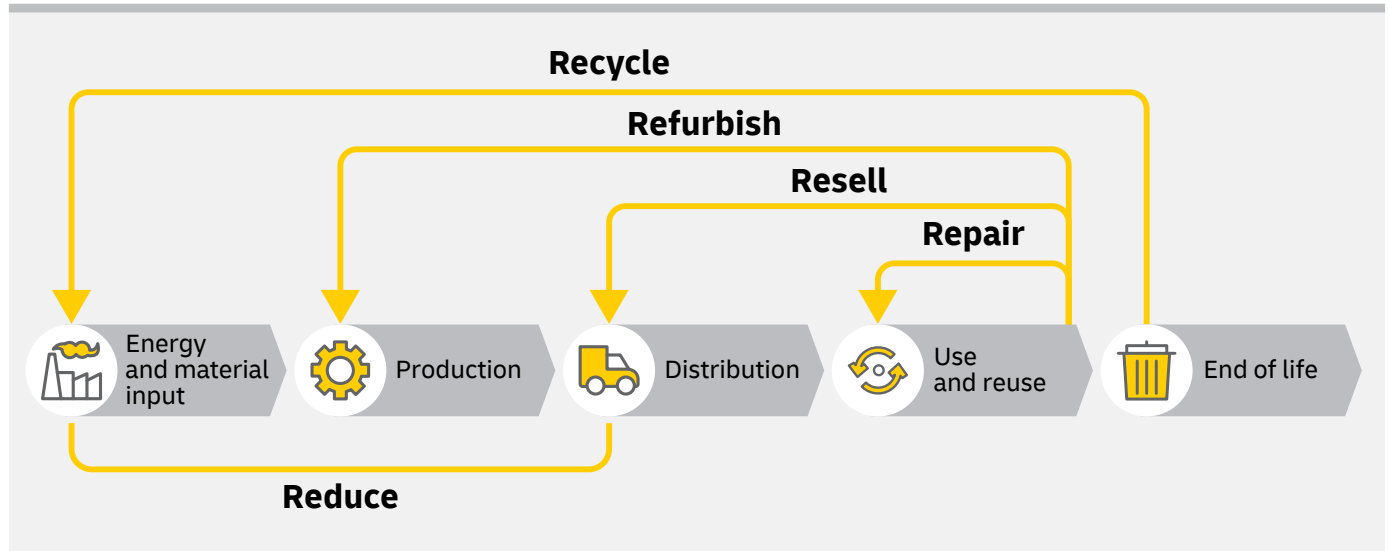 Recycle
Refurbish
Resell
Repair
Energy
and material
input
Production
Distribution
Use
and reuse
End of life
Reduce